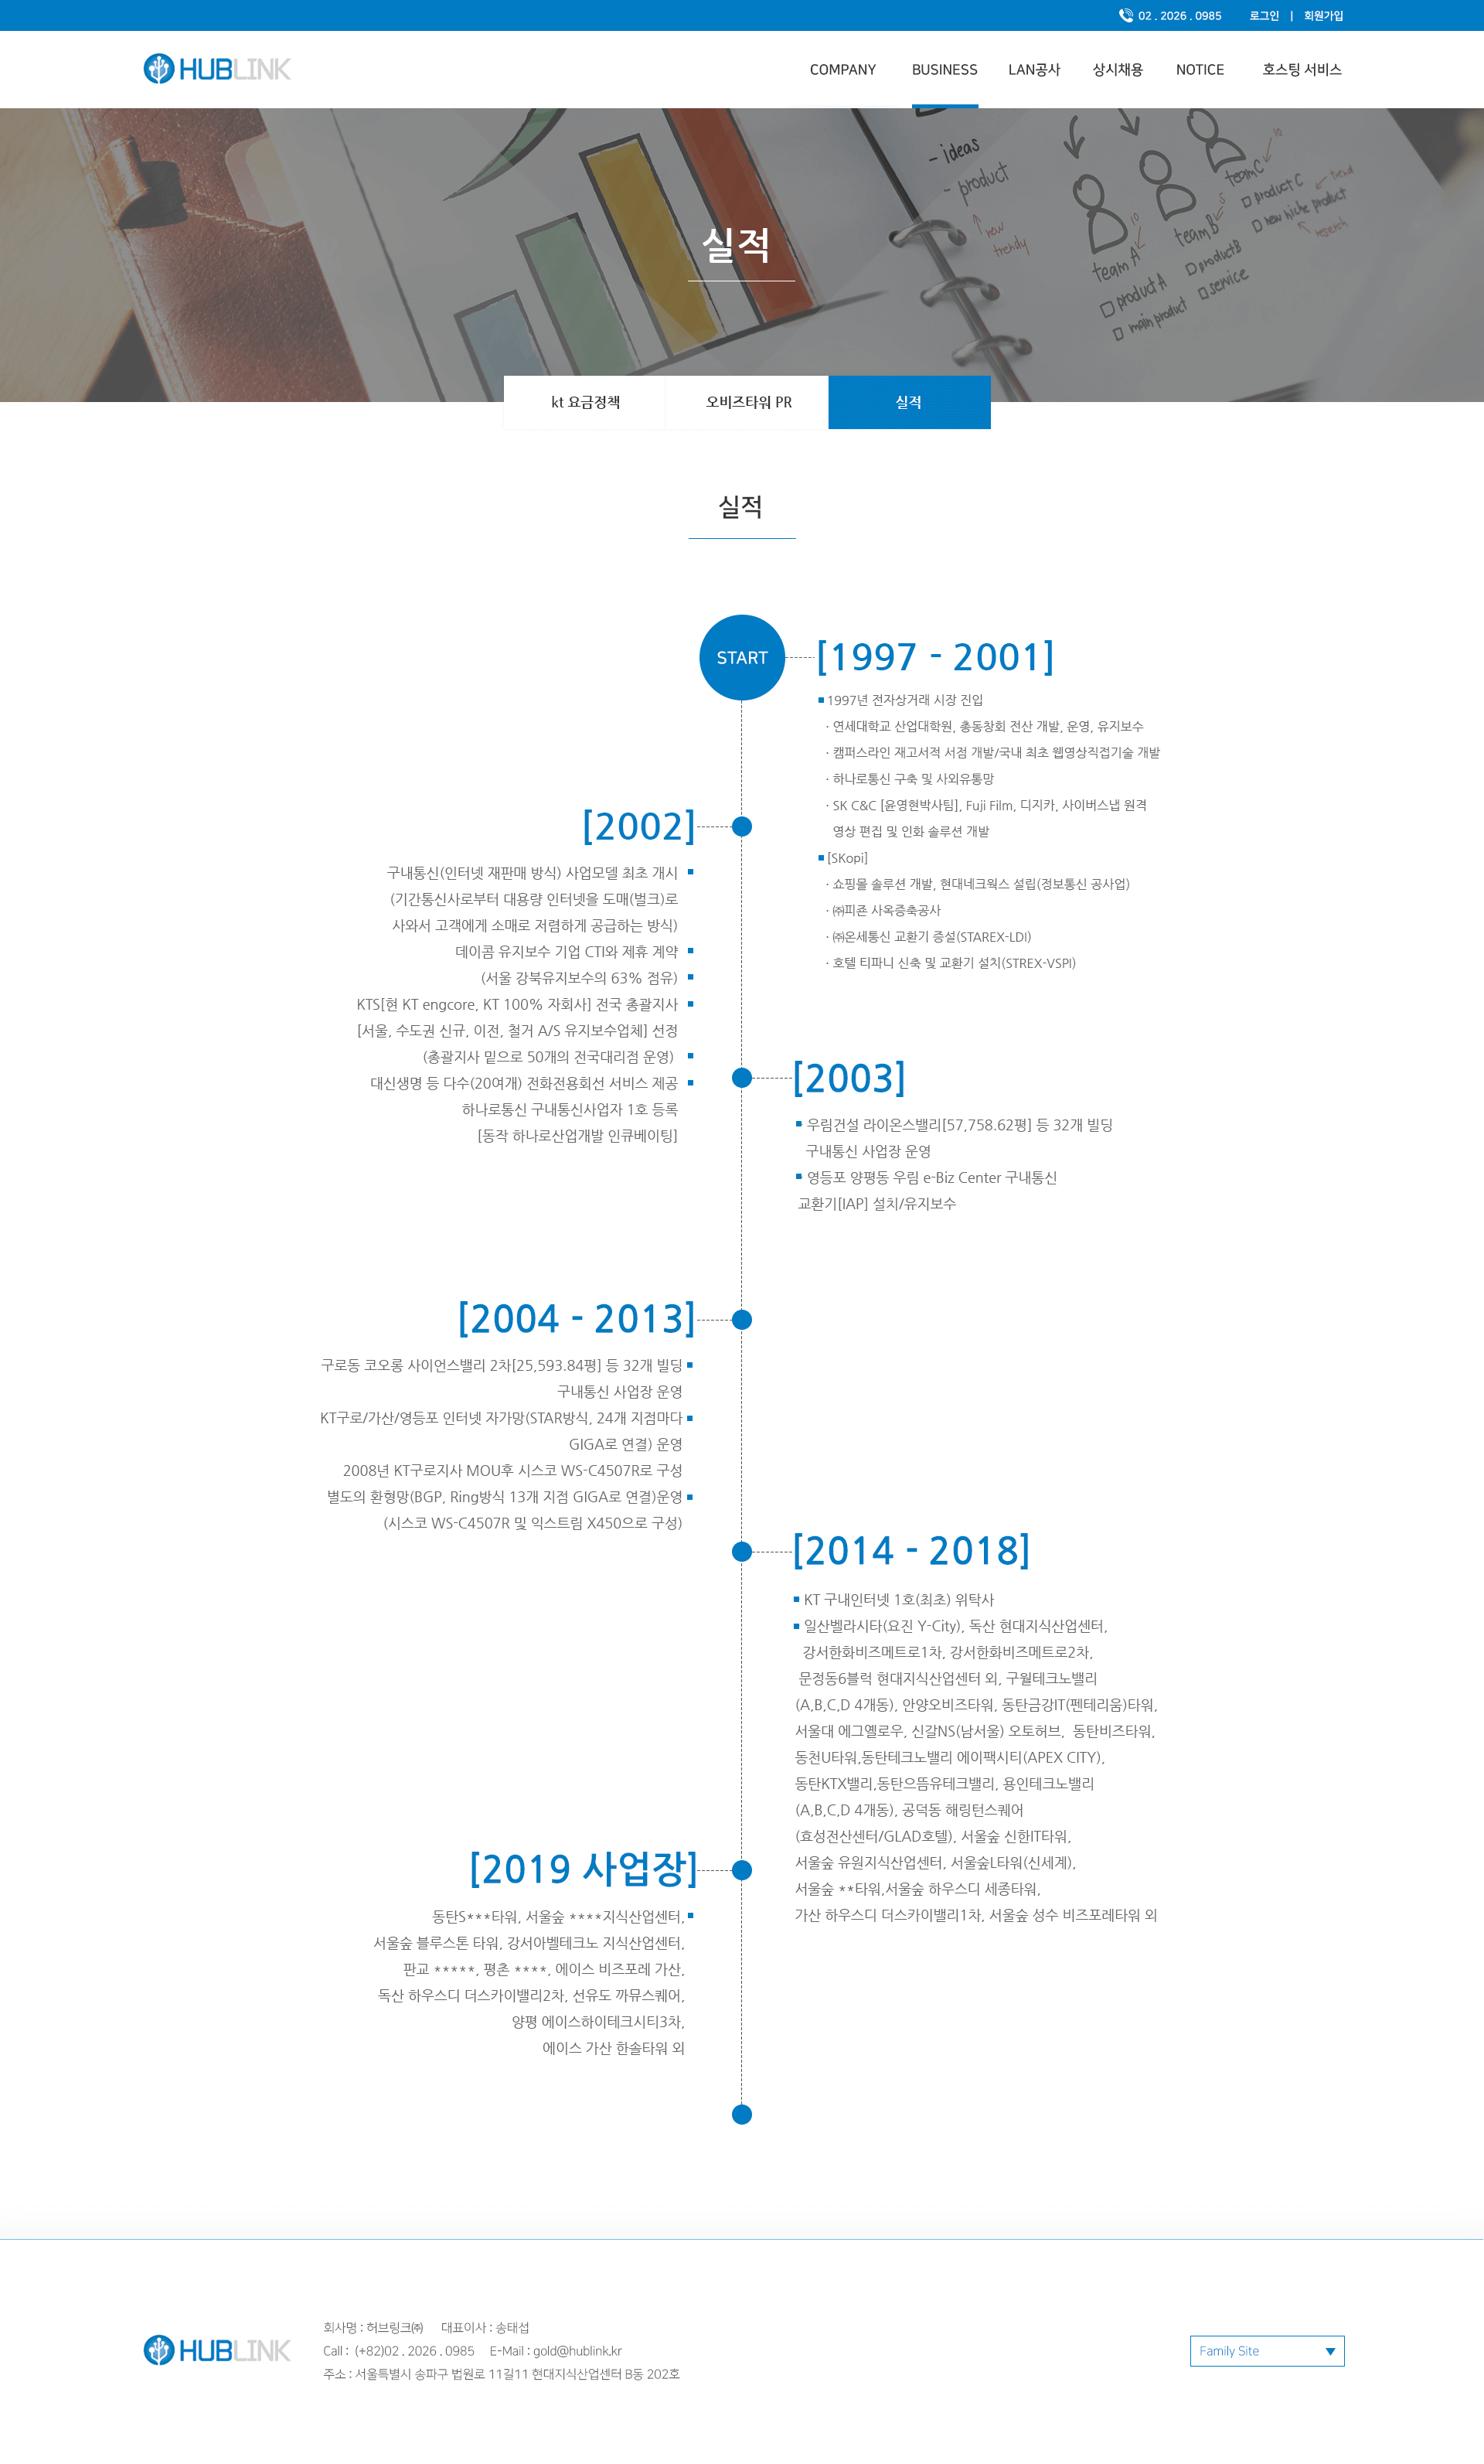 02 . 2026 . 0985 로그인 | 회원가입
HUBLINK
COMPANY BUSINESS LAN공사 상시채용 NOTICE 호스팅 서비스
- ideas
- product
new
trendy
team A
product A
main product
team B
product B
service
team C
product C
new niche product
trend
research
10
10
5
실적
kt 요금정책 오비즈타워 PR 실적
실적
START
[1997 - 2001]
1997년 전자상거래 시장 진입
· 연세대학교 산업대학원, 총동창회 전산 개발, 운영, 유지보수
· 캠퍼스라인 재고서적 서점 개발/국내 최초 웹영상직접기술 개발
· 하나로통신 구축 및 사외유통망
· SK C&C [윤영현박사팀], Fuji Film, 디지카, 사이버스냅 원격
영상 편집 및 인화 솔루션 개발
[SKopi]
· 쇼핑몰 솔루션 개발, 현대네크웍스 설립(정보통신 공사업)
· ㈜피죤 사옥증축공사
· ㈜온세통신 교환기 증설(STAREX-LDI)
· 호텔 티파니 신축 및 교환기 설치(STREX-VSPI)
[2002]
구내통신(인터넷 재판매 방식) 사업모델 최초 개시
(기간통신사로부터 대용량 인터넷을 도매(벌크)로
사와서 고객에게 소매로 저렴하게 공급하는 방식)
데이콤 유지보수 기업 CTI와 제휴 계약
(서울 강북유지보수의 63% 점유)
KTS[현 KT engcore, KT 100% 자회사] 전국 총괄지사
[서울, 수도권 신규, 이전, 철거 A/S 유지보수업체] 선정
(총괄지사 밑으로 50개의 전국대리점 운영)
대신생명 등 다수(20여개) 전화전용회선 서비스 제공
하나로통신 구내통신사업자 1호 등록
[동작 하나로산업개발 인큐베이팅]
[2003]
우림건설 라이온스밸리[57,758.62평] 등 32개 빌딩
구내통신 사업장 운영
영등포 양평동 우림 e-Biz Center 구내통신
교환기[IAP] 설치/유지보수
[2004 - 2013]
구로동 코오롱 사이언스밸리 2차[25,593.84평] 등 32개 빌딩
구내통신 사업장 운영
KT구로/가산/영등포 인터넷 자가망(STAR방식, 24개 지점마다
GIGA로 연결) 운영
2008년 KT구로지사 MOU후 시스코 WS-C4507R로 구성
별도의 환형망(BGP, Ring방식 13개 지점 GIGA로 연결)운영
(시스코 WS-C4507R 및 익스트림 X450으로 구성)
[2014 - 2018]
KT 구내인터넷 1호(최초) 위탁사
일산벨라시타(요진 Y-City), 독산 현대지식산업센터,
강서한화비즈메트로1차, 강서한화비즈메트로2차,
문정동6블럭 현대지식산업센터 외, 구월테크노밸리
(A,B,C,D 4개동), 안양오비즈타워, 동탄금강IT(펜테리움)타워,
서울대 에그옐로우, 신갈NS(남서울) 오토허브, 동탄비즈타워,
동천U타워,동탄테크노밸리 에이팩시티(APEX CITY),
동탄KTX밸리,동탄으뜸유테크밸리, 용인테크노밸리
(A,B,C,D 4개동), 공덕동 해링턴스퀘어
(효성전산센터/GLAD호텔), 서울숲 신한IT타워,
서울숲 유원지식산업센터, 서울숲L타워(신세계),
서울숲 **타워,서울숲 하우스디 세종타워,
가산 하우스디 더스카이밸리1차, 서울숲 성수 비즈포레타워 외
[2019 사업장]
동탄S***타워, 서울숲 ****지식산업센터,
서울숲 블루스톤 타워, 강서아벨테크노 지식산업센터,
판교 *****, 평촌 ****, 에이스 비즈포레 가산,
독산 하우스디 더스카이밸리2차, 선유도 까뮤스퀘어,
양평 에이스하이테크시티3차,
에이스 가산 한솔타워 외
HUBLINK
회사명 : 허브링크㈜ 대표이사 : 송태섭
Call : (+82)02 . 2026 . 0985 E-Mail : gold@hublink.kr
주소 : 서울특별시 송파구 법원로 11길11 현대지식산업센터 B동 202호
Family Site